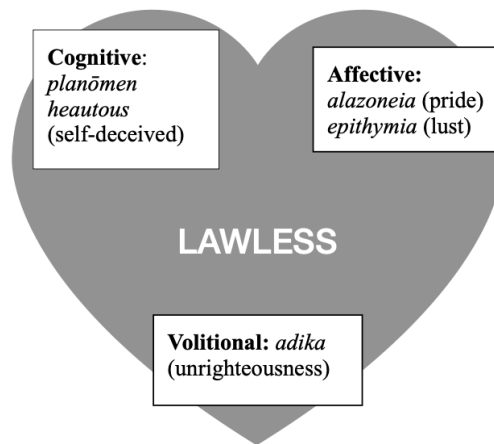 Cognitive:
planōmen
heautous
(self-deceived)
Affective:
alazoneia (pride)
epithymia (lust)
LAWLESS
Volitional: adika
(unrighteousness)